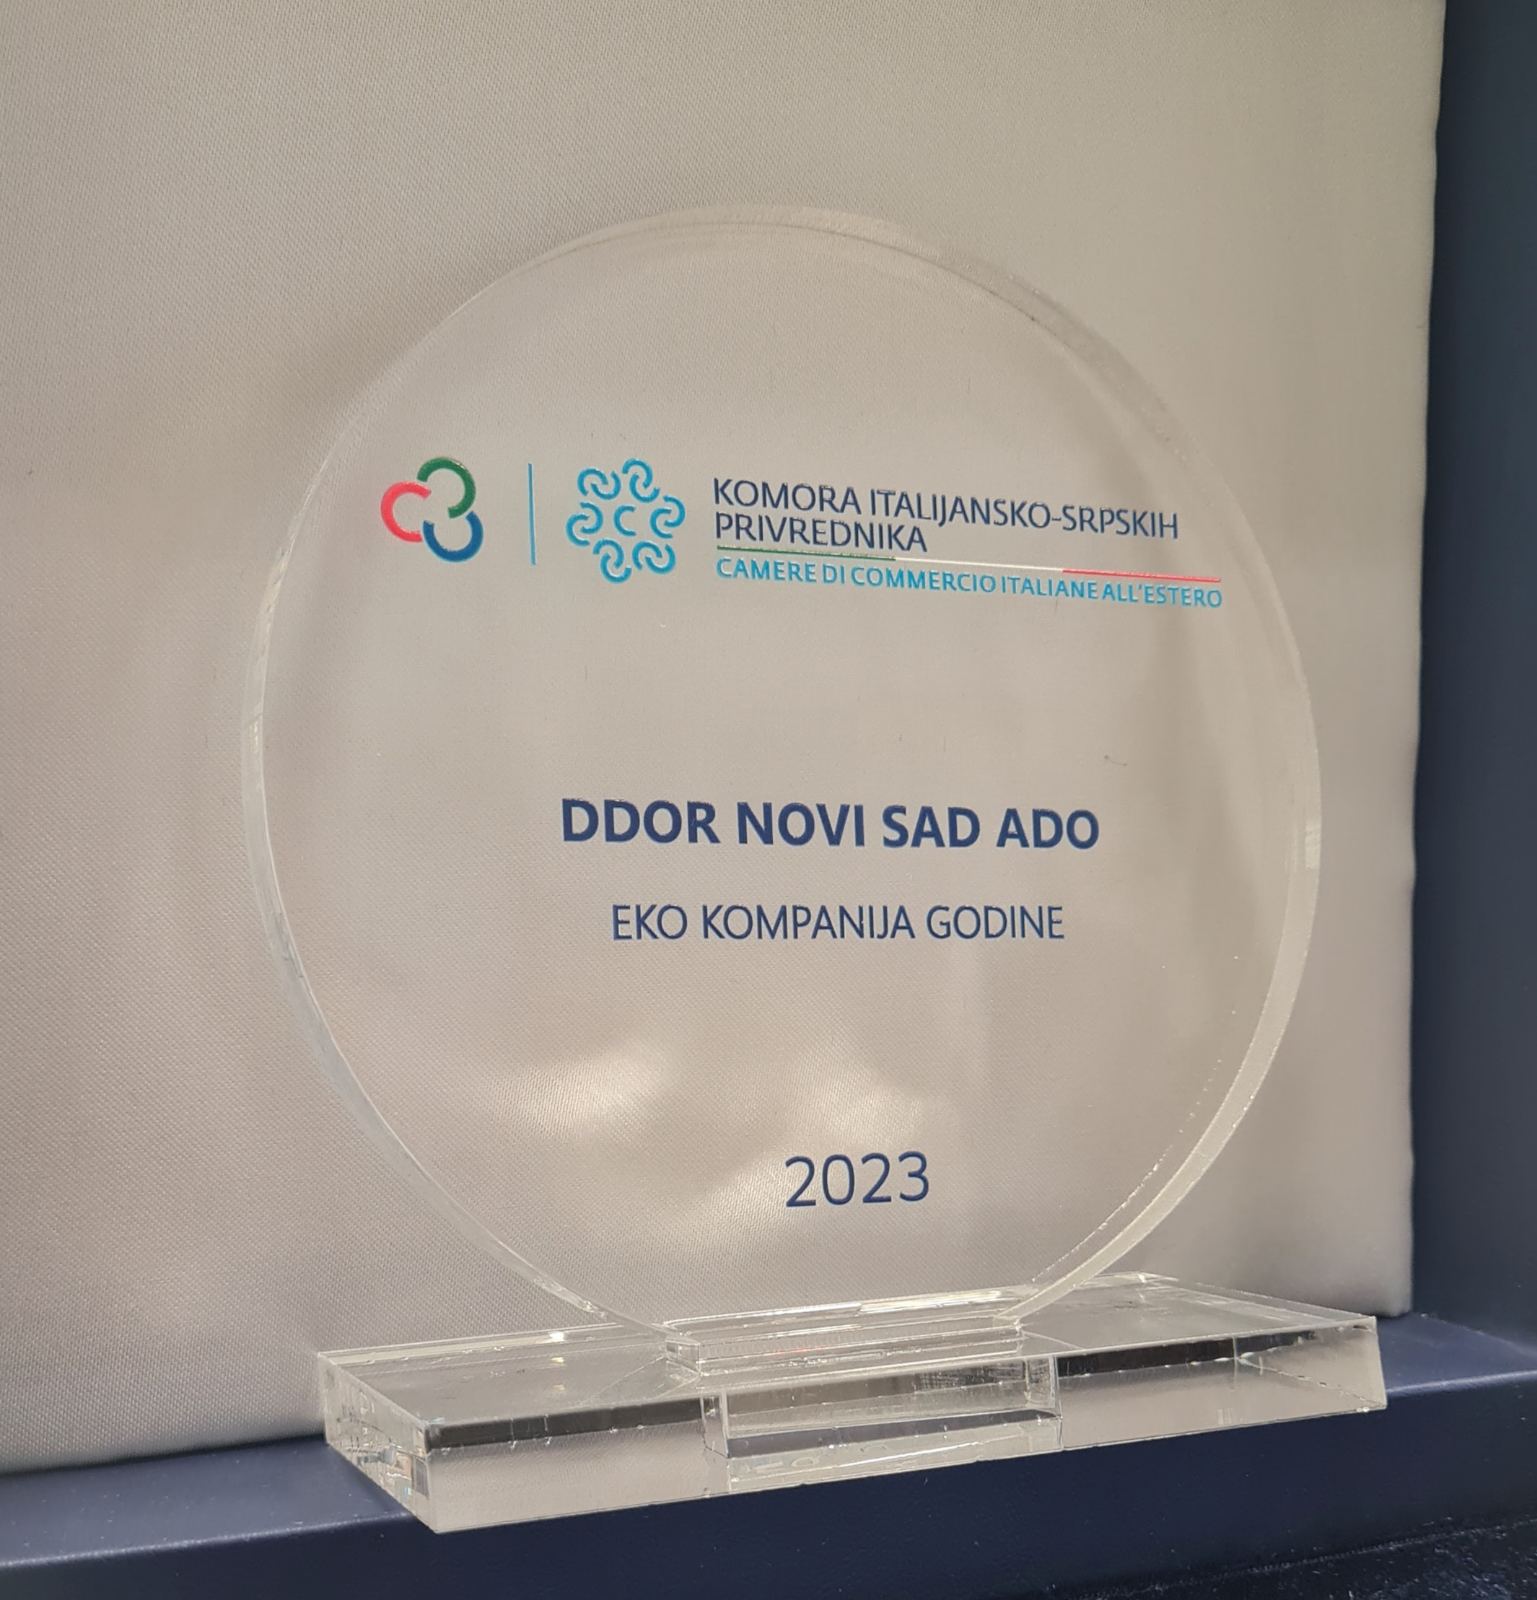 KOMORA ITALIJANSKO-SRPSKIH
PRIVREDNIKA
CAMERE DI COMMERCIO ITALIANE ALL'ESTERO
DDOR NOVI SAD ADO
EKO KOMPANIJA GODINE
2023